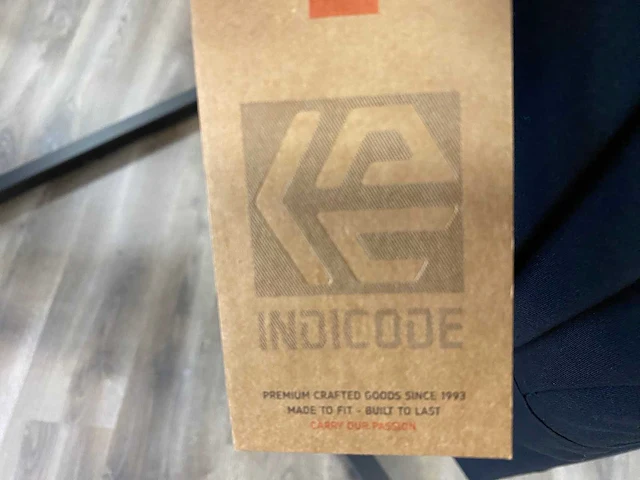 INDICODE
PREMIUM CRAFTED GOODS SINCE 1993
MADE TO FIT - BUILT TO LAST
CARRY OUR PASSION